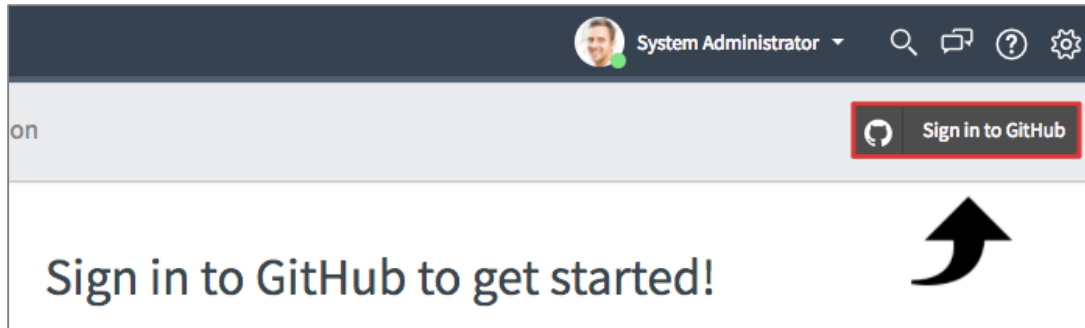 System Administrator
on
Sign in to GitHub
Sign in to GitHub to get started!